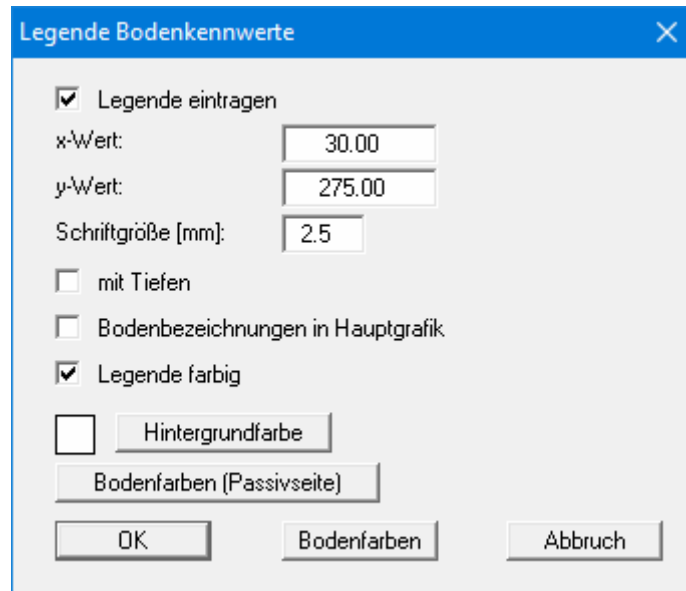 Legende Bodenkennwerte
Legende eintragen
x-Wert: 30.00
y-Wert: 275.00
Schriftgröße [mm]: 2.5
mit Tiefen
Bodenbezeichnungen in Hauptgrafik
Legende farbig
Hintergrundfarbe
Bodenfarben (Passivseite)
OK Bodenfarben Abbruch